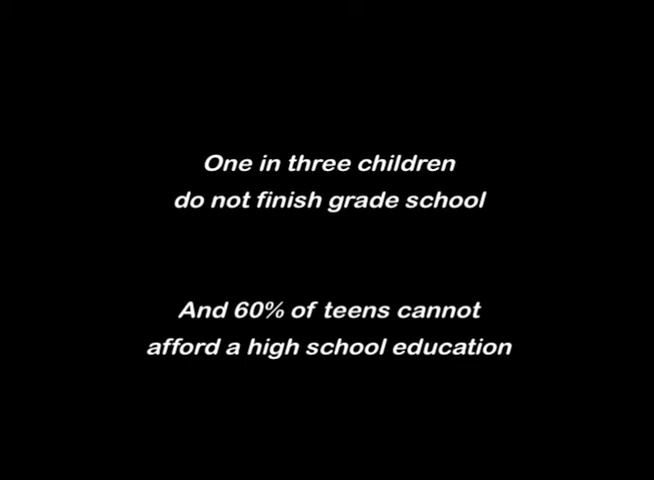 One in three children
do not finish grade school
And 60% of teens cannot
afford a high school education